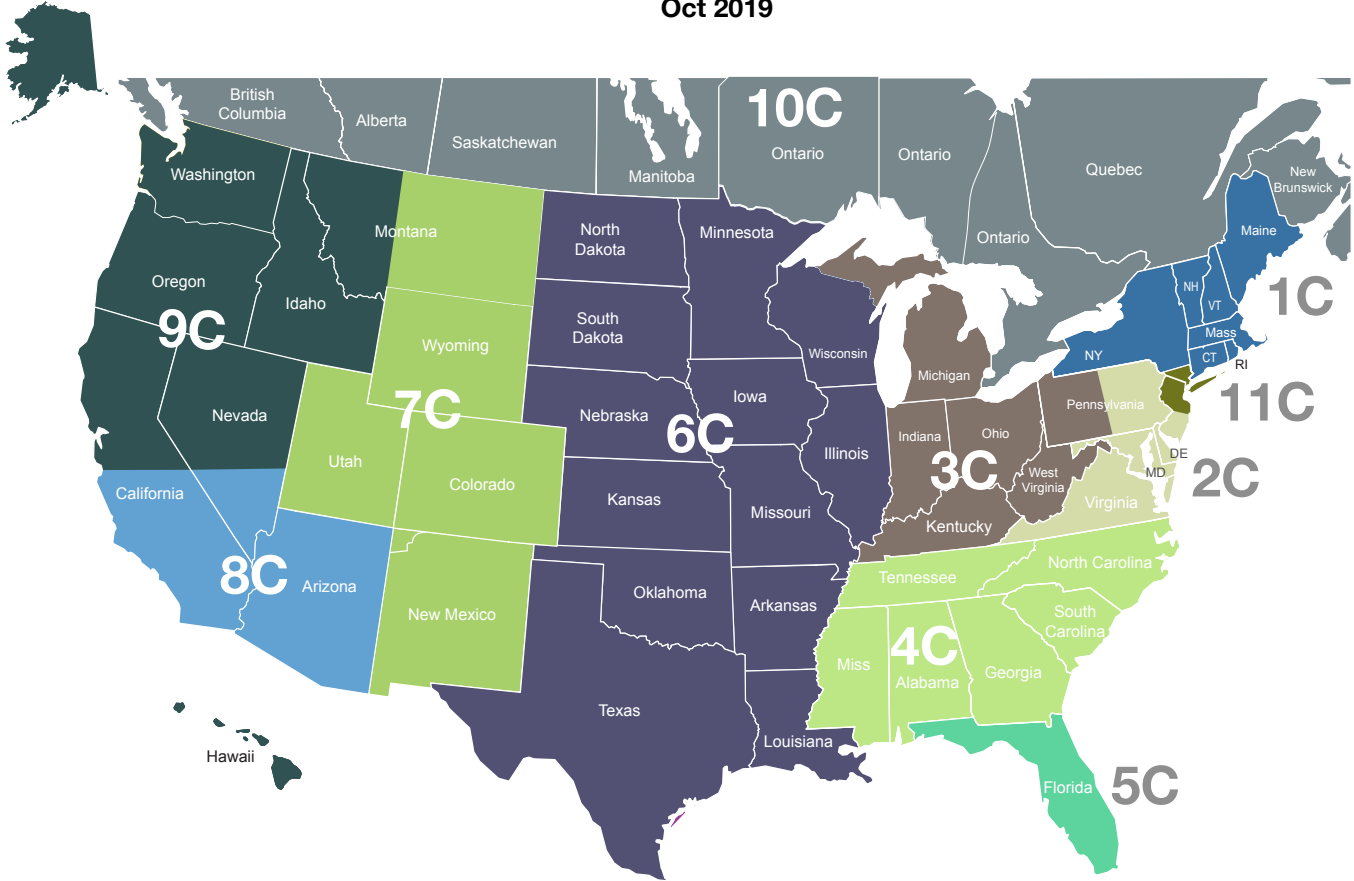 Oct 2019
British
Columbia
Alberta
Saskatchewan
Manitoba
10C
Ontario
Ontario
Ontario
Quebec
New
Brunswick
Washington
Montana
North
Dakota
Minnesota
Maine
Oregon
Idaho
9C
South
Dakota
Wyoming
Wisconsin
Michigan
NH
VT
1C
Mass
NY
CT
RI
Nevada
7C
Nebraska
Iowa
6C
Illinois
Indiana
Ohio
Pennsylvania
11C
Utah
Colorado
Kansas
Missouri
3C
West
Virginia
Kentucky
MD
DE
2C
Virginia
California
8C
Arizona
New Mexico
Oklahoma
Arkansas
Tennessee
North Carolina
South
Carolina
4C
Miss
Alabama
Georgia
Texas
Louisiana
Hawaii
Florida
5C